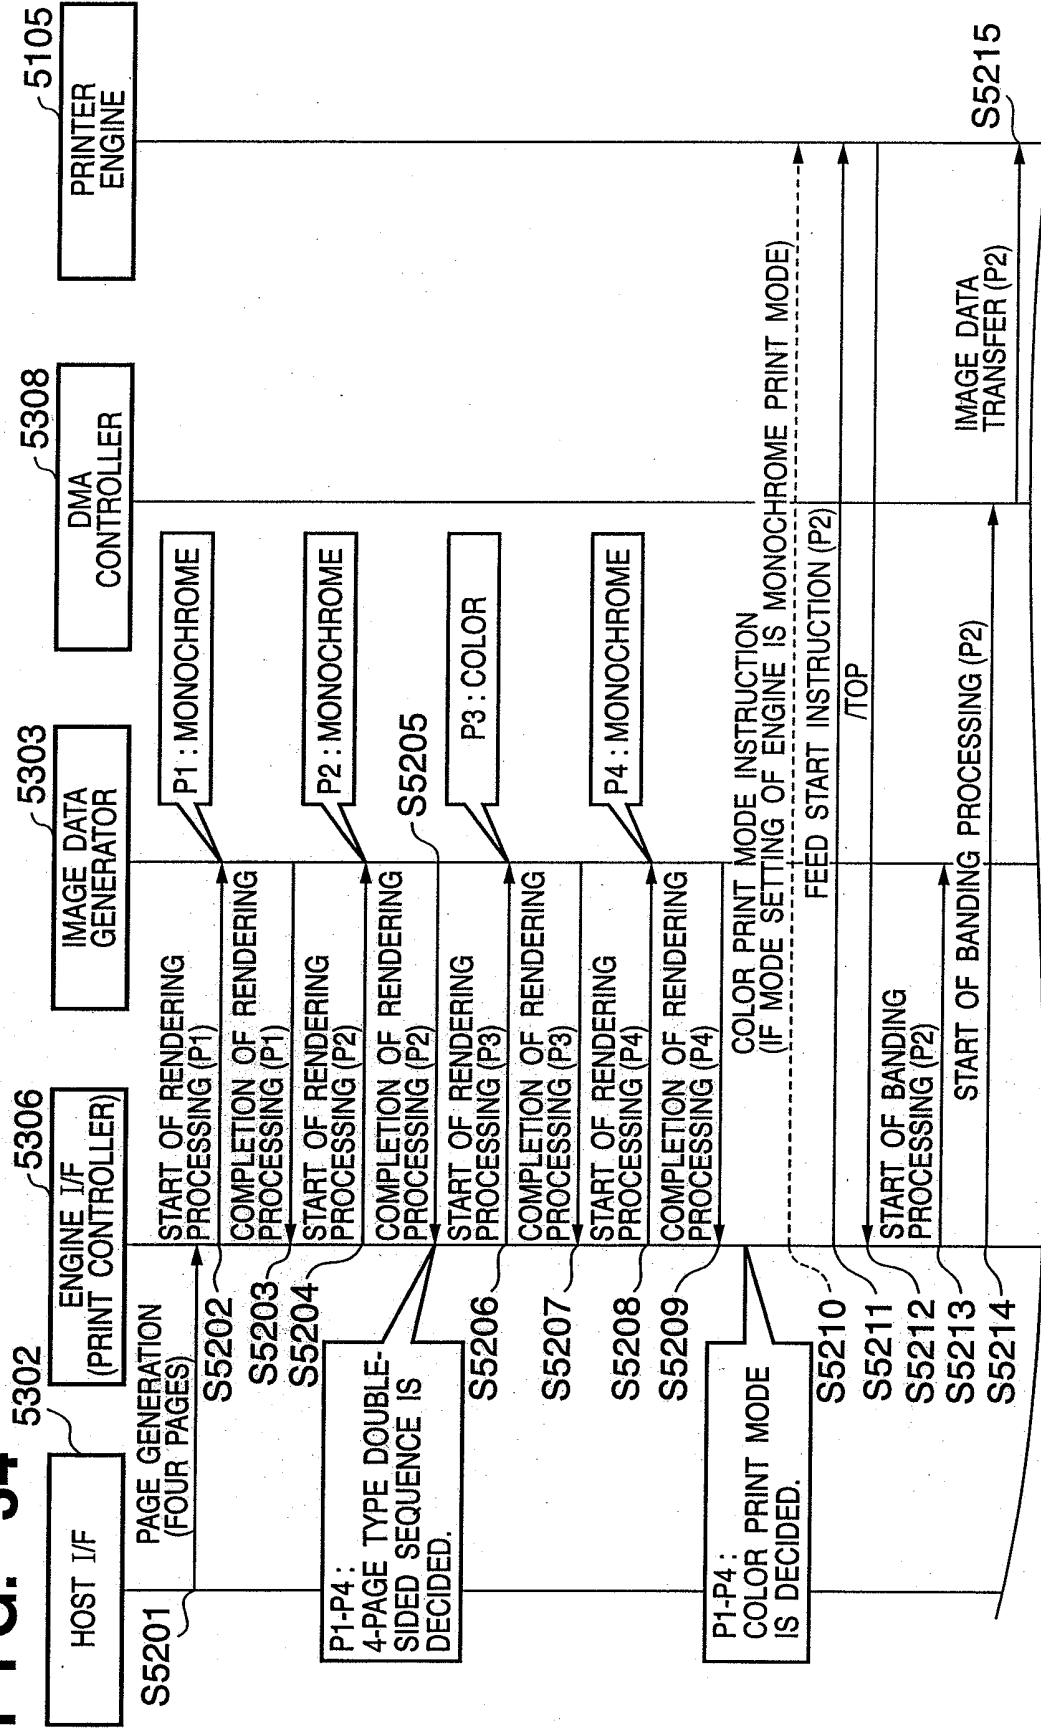 FIG. 54
HOST I/F
5302
ENGINE I/F
(PRINT CONTROLLER)
5306
IMAGE DATA
GENERATOR
5303
DMA
CONTROLLER
5308
PRINTER
ENGINE
5105
S5201
PAGE GENERATION
(FOUR PAGES)
START OF RENDERING
PROCESSING (P1)
S5202
P1 : MONOCHROME
COMPLETION OF RENDERING
PROCESSING (P1)
S5203
START OF RENDERING
PROCESSING (P2)
S5204
P2 : MONOCHROME
COMPLETION OF RENDERING
PROCESSING (P2)
S5205
P1-P4 :
4-PAGE TYPE DOUBLE-
SIDED SEQUENCE IS
DECIDED.
START OF RENDERING
PROCESSING (P3)
S5206
P3 : COLOR
COMPLETION OF RENDERING
PROCESSING (P3)
S5207
START OF RENDERING
PROCESSING (P4)
S5208
P4 : MONOCHROME
COMPLETION OF RENDERING
PROCESSING (P4)
S5209
P1-P4 :
COLOR PRINT MODE
IS DECIDED.
COLOR PRINT MODE INSTRUCTION
(IF MODE SETTING OF ENGINE IS MONOCHROME PRINT MODE)
S5210
FEED START INSTRUCTION (P2)
S5211
/TOP
S5212
START OF BANDING
PROCESSING (P2)
S5213
START OF BANDING PROCESSING (P2)
S5214
IMAGE DATA
TRANSFER (P2)
S5215